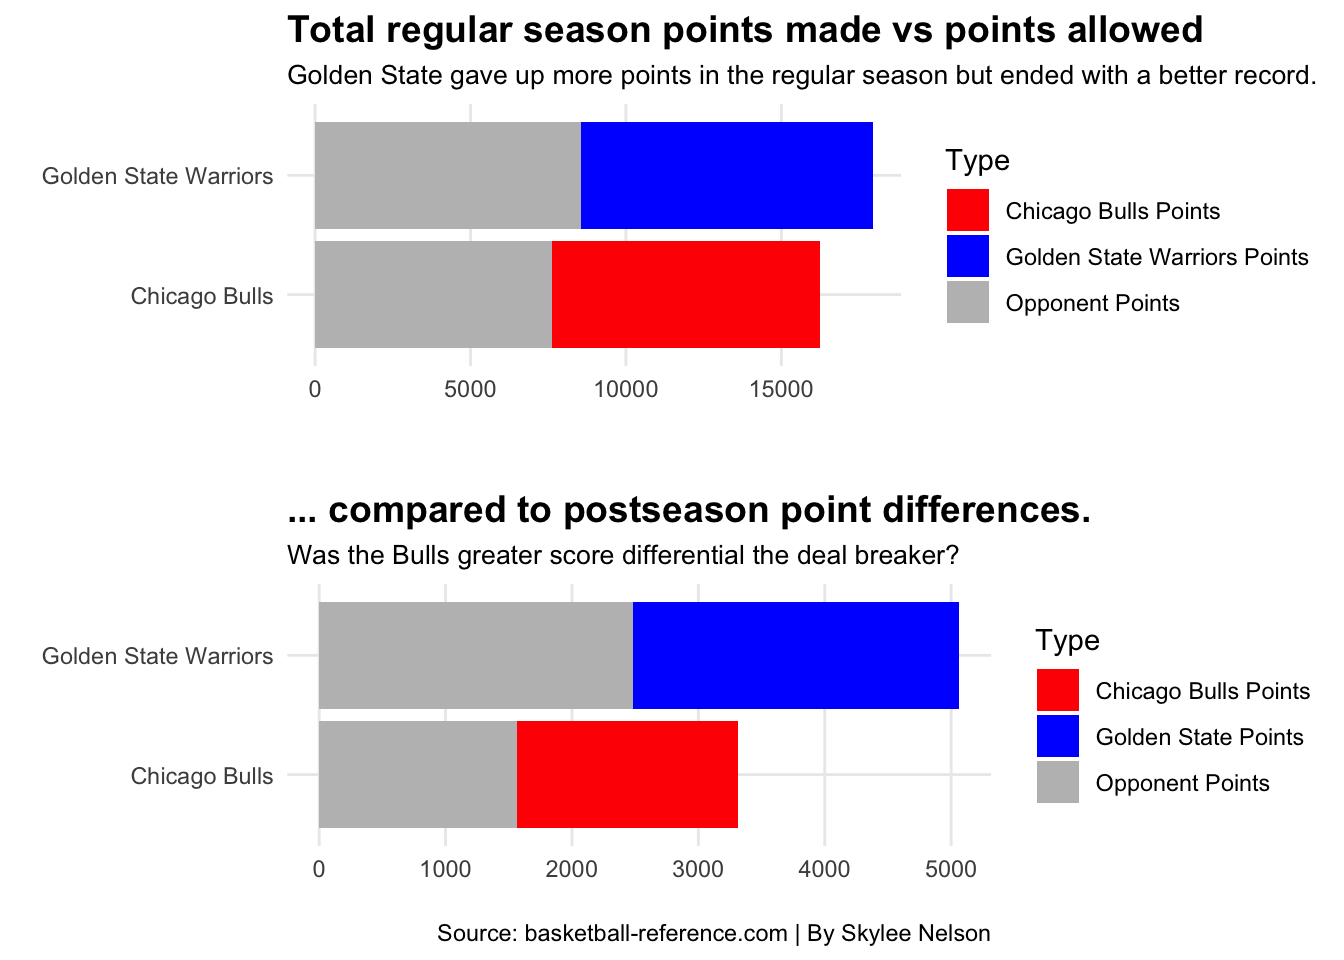 Total regular season points made vs points allowed
Golden State gave up more points in the regular season but ended with a better record.
Golden State Warriors
Chicago Bulls
0 5000 10000 15000
Type
Chicago Bulls Points
Golden State Warriors Points
Opponent Points
... compared to postseason point differences.
Was the Bulls greater score differential the deal breaker?
Golden State Warriors
Chicago Bulls
0 1000 2000 3000 4000 5000
Type
Chicago Bulls Points
Golden State Points
Opponent Points
Source: basketball-reference.com | By Skylee Nelson